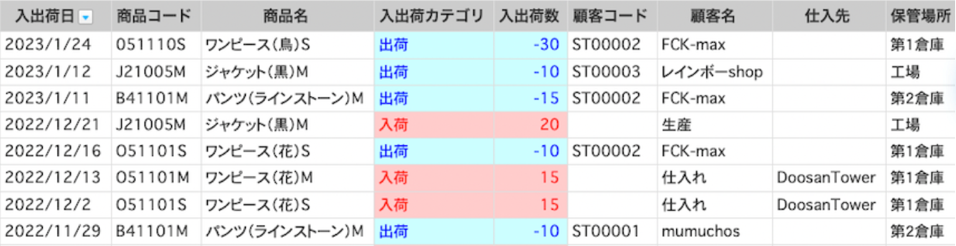 入出荷日 商品コード 商品名 入出荷カテゴリ 入出荷数 顧客コード 顧客名 仕入先 保管場所
2023/1/24 O51110S ワンピース(鳥)S 出荷 -30 ST00002 FCK-max 第1倉庫
2023/1/12 J21005M ジャケット(黒)M 出荷 -10 ST00003 レインボーshop 工場
2023/1/11 B41101M パンツ(ラインストーン)M 出荷 -15 ST00002 FCK-max 第2倉庫
2022/12/21 J21005M ジャケット(黒)M 入荷 20 生産 工場
2022/12/16 O51101S ワンピース(花)S 出荷 -10 ST00002 FCK-max 第1倉庫
2022/12/13 O51101M ワンピース(花)M 入荷 15 仕入れ DoosanTower 第1倉庫
2022/12/2 O51101S ワンピース(花)S 入荷 15 仕入れ DoosanTower 第1倉庫
2022/11/29 B41101M パンツ(ラインストーン)M 出荷 -10 ST00001 mumuchos 第2倉庫